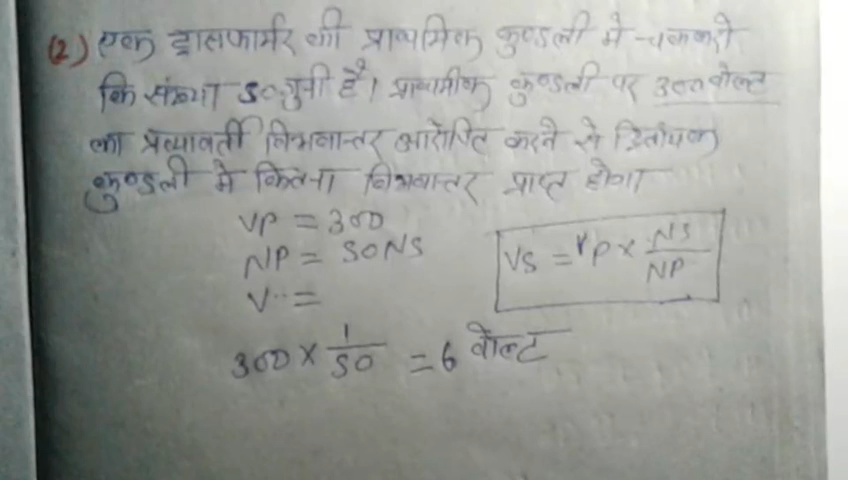 (2) एक ट्रासफार्मर की प्राथमिक कुण्डली मे चक्करो
कि संख्या 50 गुनी है। प्राथमीक कुण्डली पर 300 वोल्ट
का प्रत्यावर्ती विभवान्तर आरोपित करने से द्वितीयक
कुण्डली मे कितना विभवान्तर प्राप्त होगा
VP = 300
NP = 50NS
V.. =
VS = VP × NS/NP
300 × 1/50 = 6 वोल्ट